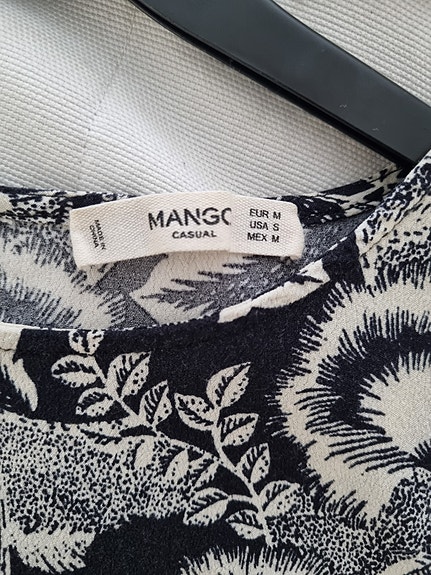 MADE IN
CHINA
MANGO
CASUAL
EUR M
USA S
MEX M